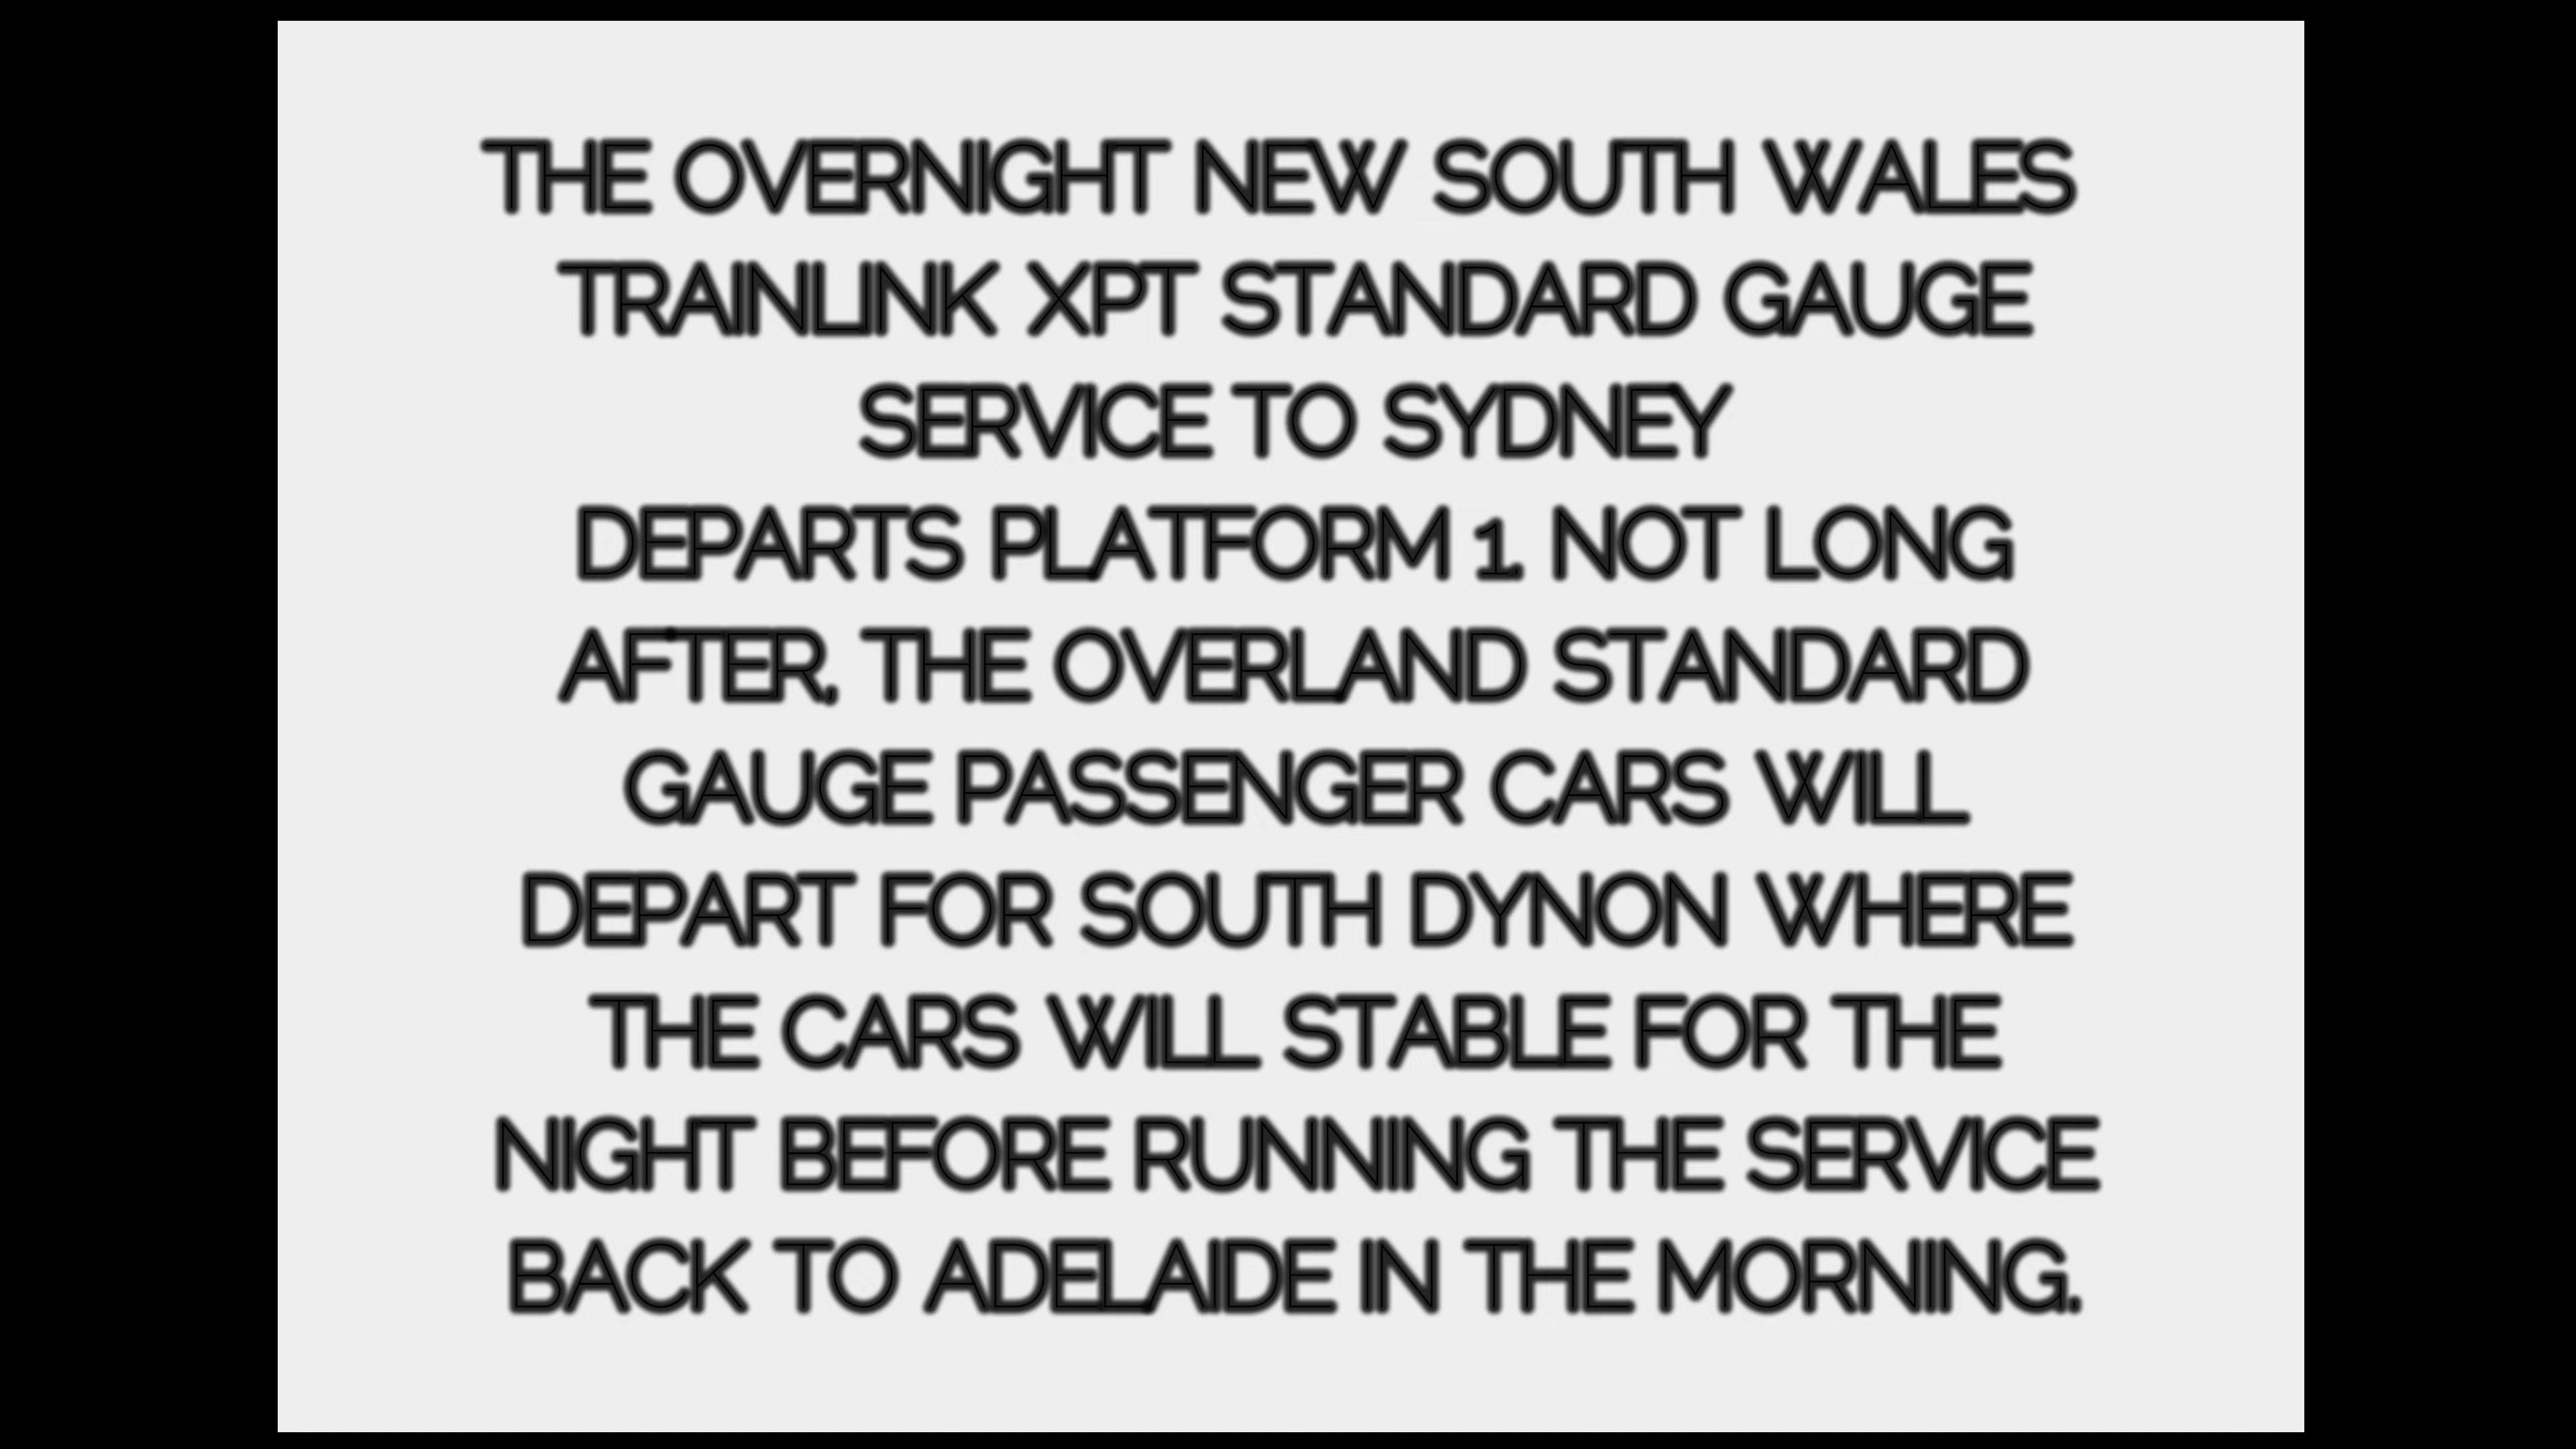 THE OVERNIGHT NEW SOUTH WALES
TRAINLINK XPT STANDARD GAUGE
SERVICE TO SYDNEY
DEPARTS PLATFORM 1. NOT LONG
AFTER, THE OVERLAND STANDARD
GAUGE PASSENGER CARS WILL
DEPART FOR SOUTH DYNON WHERE
THE CARS WILL STABLE FOR THE
NIGHT BEFORE RUNNING THE SERVICE
BACK TO ADELAIDE IN THE MORNING.